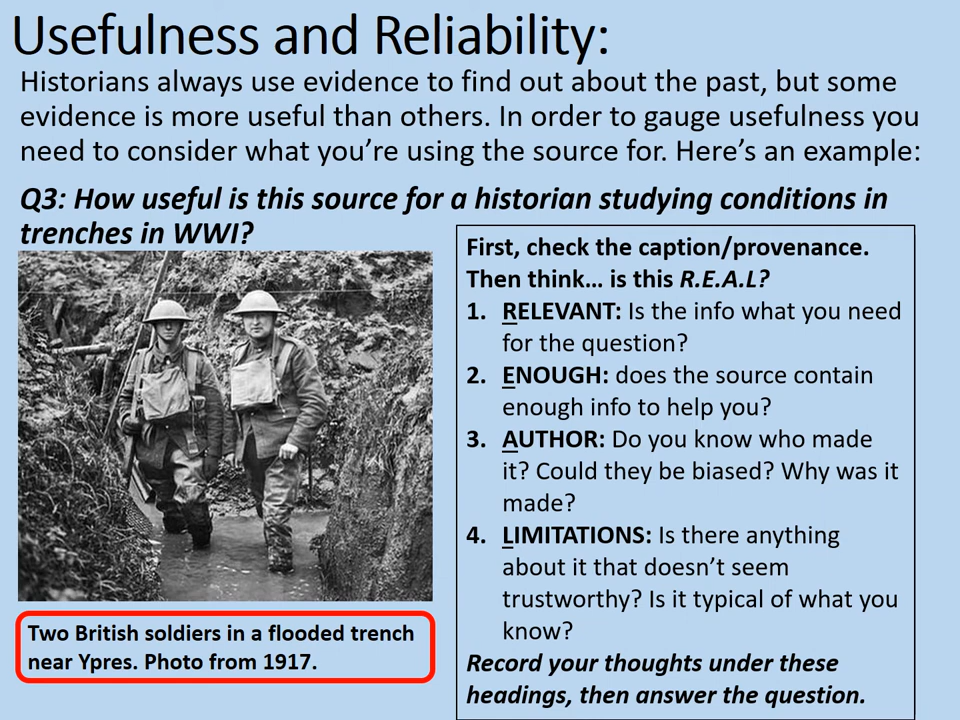 Usefulness and Reliability:
Historians always use evidence to find out about the past, but some
evidence is more useful than others. In order to gauge usefulness you
need to consider what you’re using the source for. Here’s an example:
Q3: How useful is this source for a historian studying conditions in
trenches in WWI?
First, check the caption/provenance.
Then think… is this R.E.A.L?
1. RELEVANT: Is the info what you need
for the question?
2. ENOUGH: does the source contain
enough info to help you?
3. AUTHOR: Do you know who made
it? Could they be biased? Why was it
made?
4. LIMITATIONS: Is there anything
about it that doesn’t seem
trustworthy? Is it typical of what you
know?
Record your thoughts under these
headings, then answer the question.
Two British soldiers in a flooded trench
near Ypres. Photo from 1917.